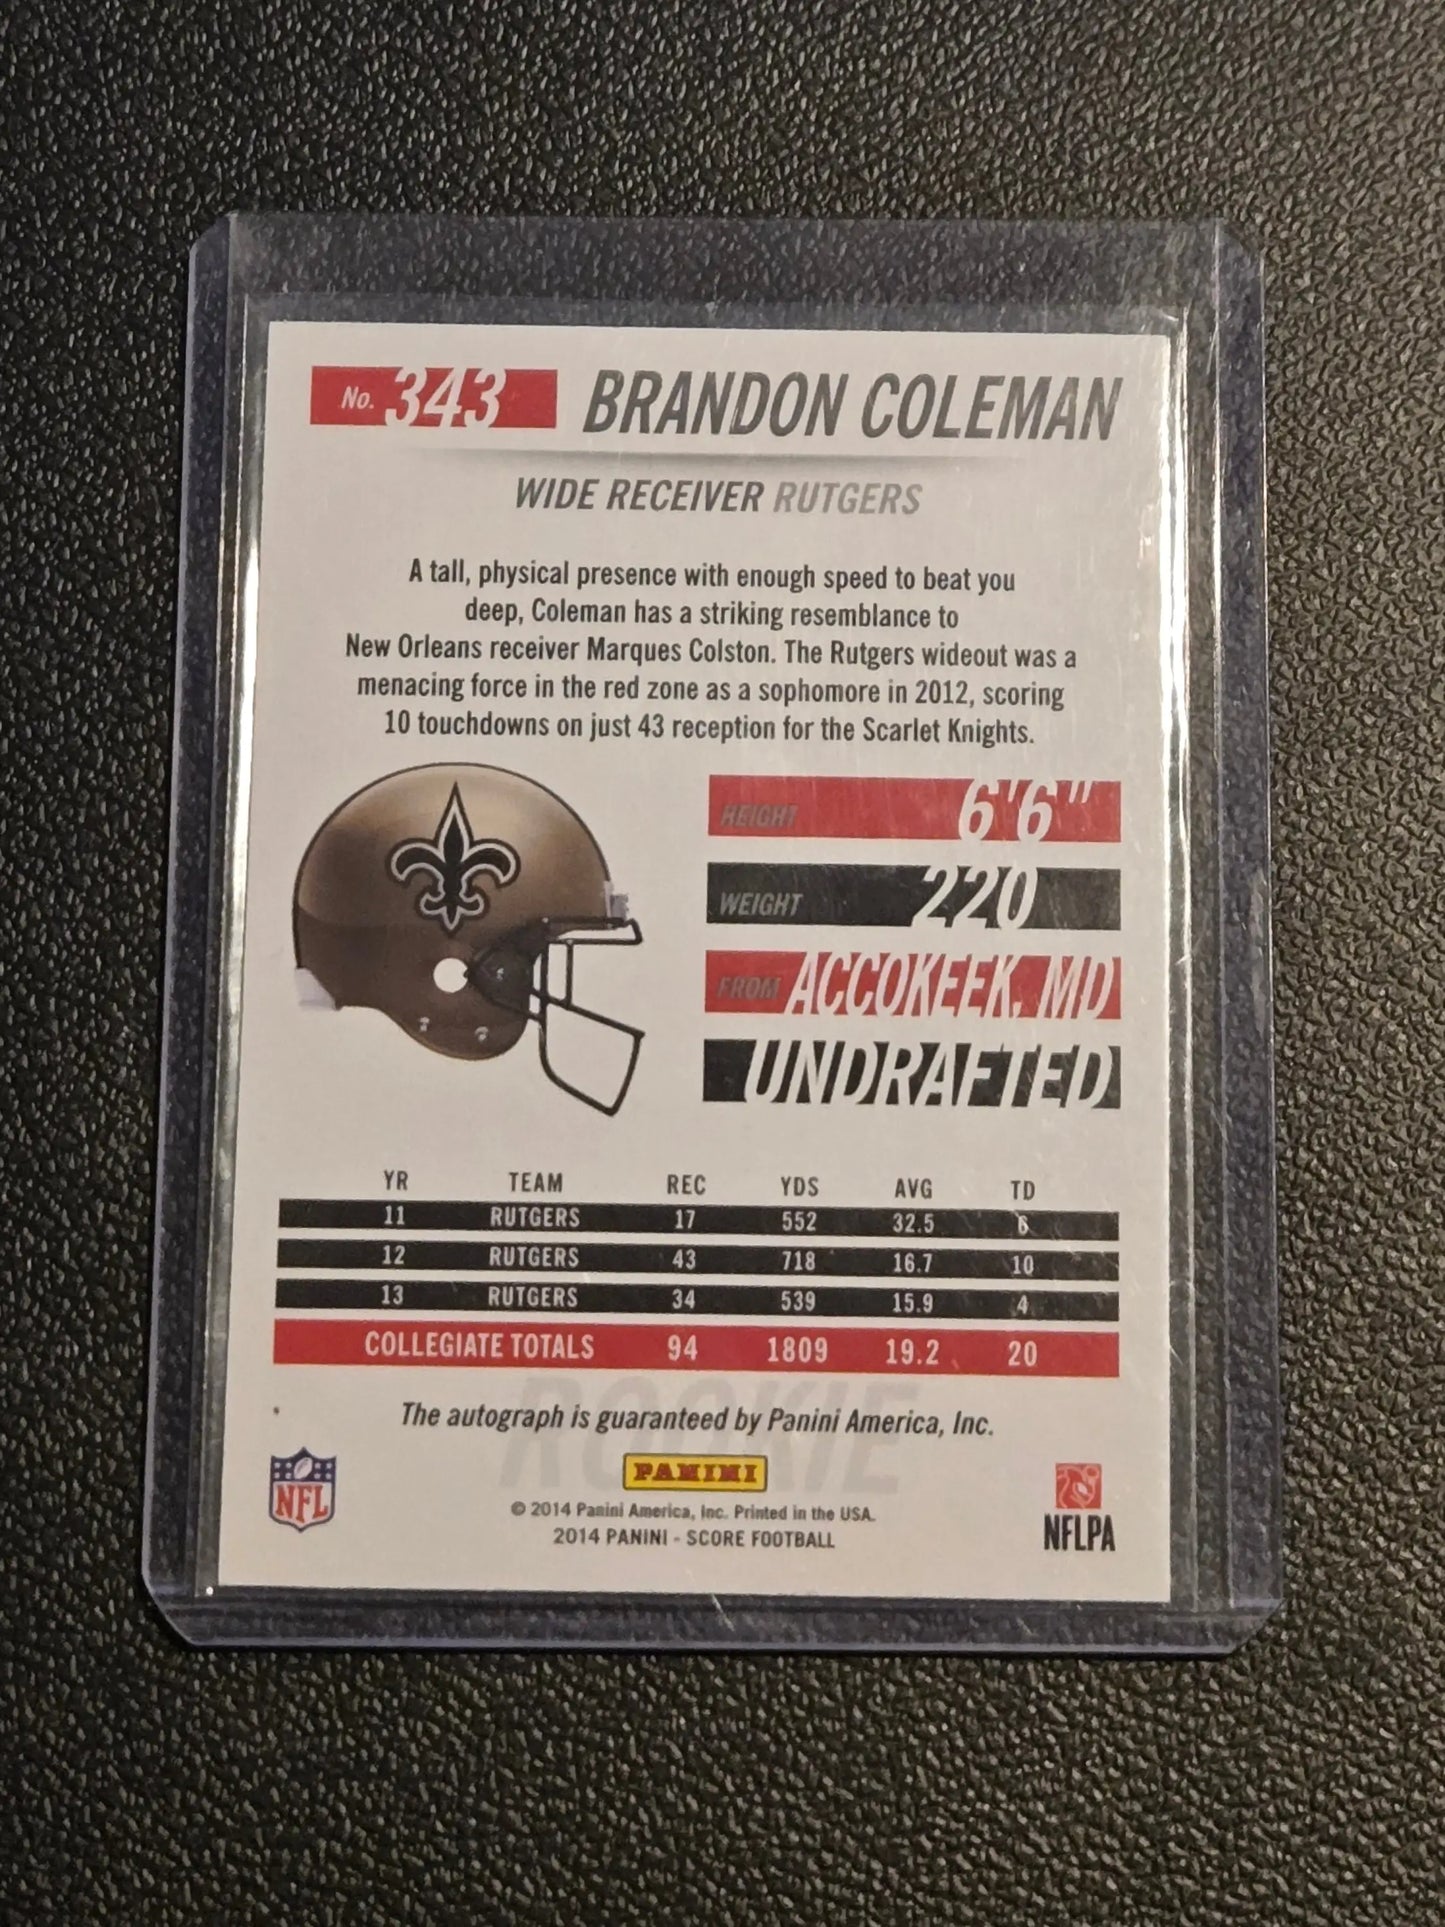 No. 343 BRANDON COLEMAN
WIDE RECEIVER RUTGERS
A tall, physical presence with enough speed to beat you
deep, Coleman has a striking resemblance to
New Orleans receiver Marques Colston. The Rutgers wideout was a
menacing force in the red zone as a sophomore in 2012, scoring
10 touchdowns on just 43 reception for the Scarlet Knights.
HEIGHT 6'6"
WEIGHT 220
FROM ACCOKEEK, MD
UNDRAFTED
YR TEAM REC YDS AVG TD
11 RUTGERS 17 552 32.5 6
12 RUTGERS 43 718 16.7 10
13 RUTGERS 34 539 15.9 4
COLLEGIATE TOTALS 94 1809 19.2 20
ROOKIE
The autograph is guaranteed by Panini America, Inc.
NFL
PANINI
© 2014 Panini America, Inc. Printed in the USA.
2014 PANINI - SCORE FOOTBALL
NFLPA